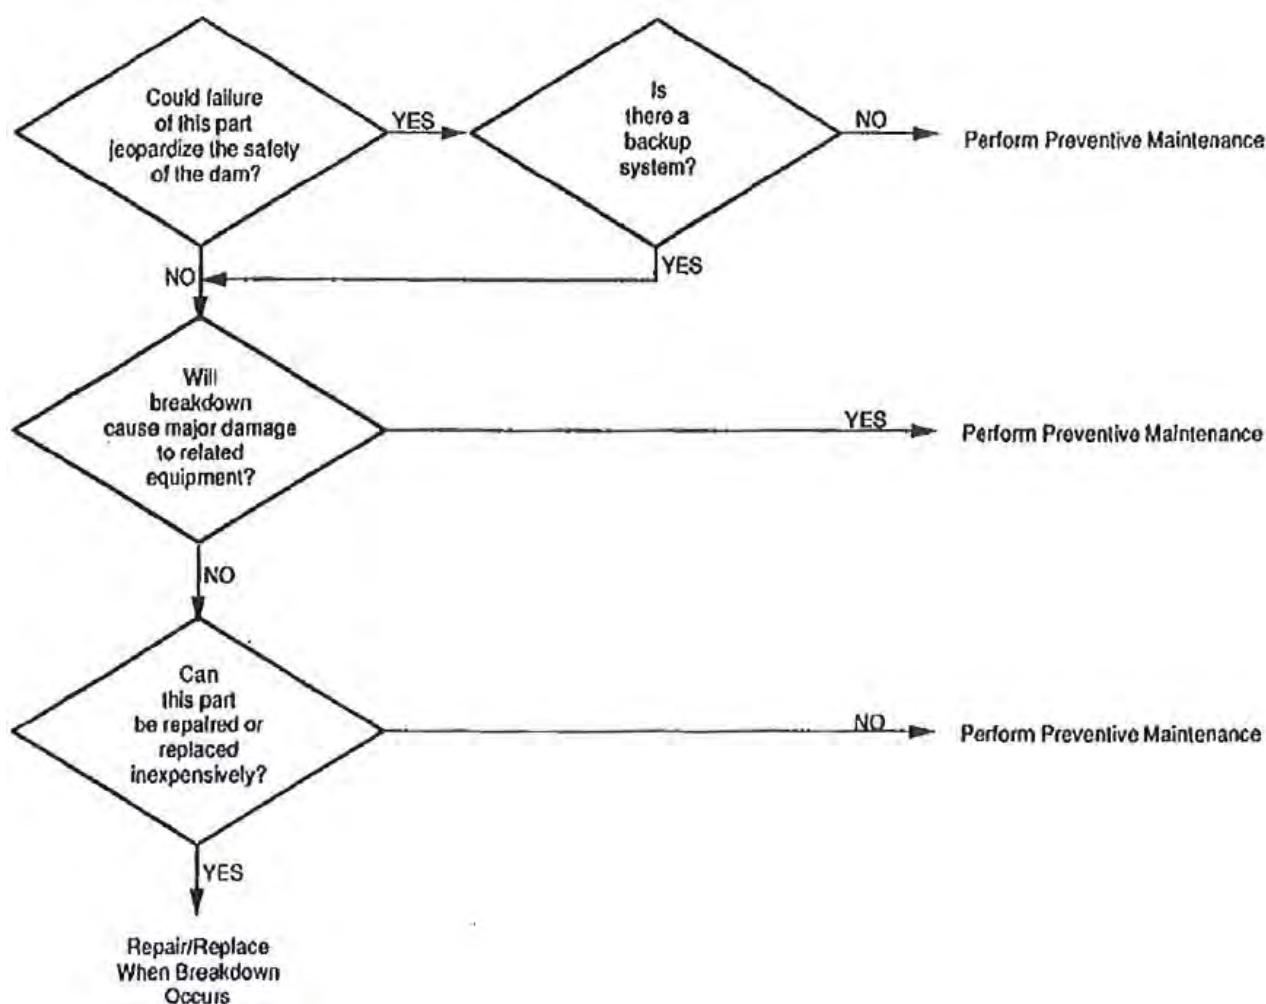 Could failure
of this part
jeopardize the safety
of the dam?
YES
Is
there a
backup
system?
NO
Perform Preventive Maintenance
NO
YES
Will
breakdown
cause major damage
to related
equipment?
YES
Perform Preventive Maintenance
NO
Can
this part
be repaired or
replaced
inexpensively?
NO
Perform Preventive Maintenance
YES
Repair/Replace
When Breakdown
Occurs